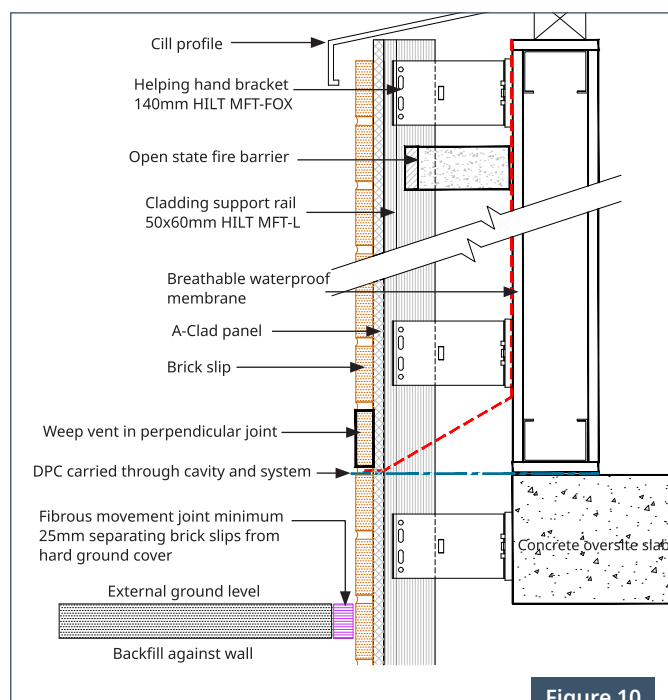 Cill profile
Helping hand bracket
140mm HILT MFT-FOX
Open state fire barrier
Cladding support rail
50x60mm HILT MFT-L
Breathable waterproof
membrane
A-Clad panel
Brick slip
Weep vent in perpendicular joint
DPC carried through cavity and system
Fibrous movement joint minimum
25mm separating brick slips from
hard ground cover
Concrete oversite slab
External ground level
Backfill against wall
Figure 10